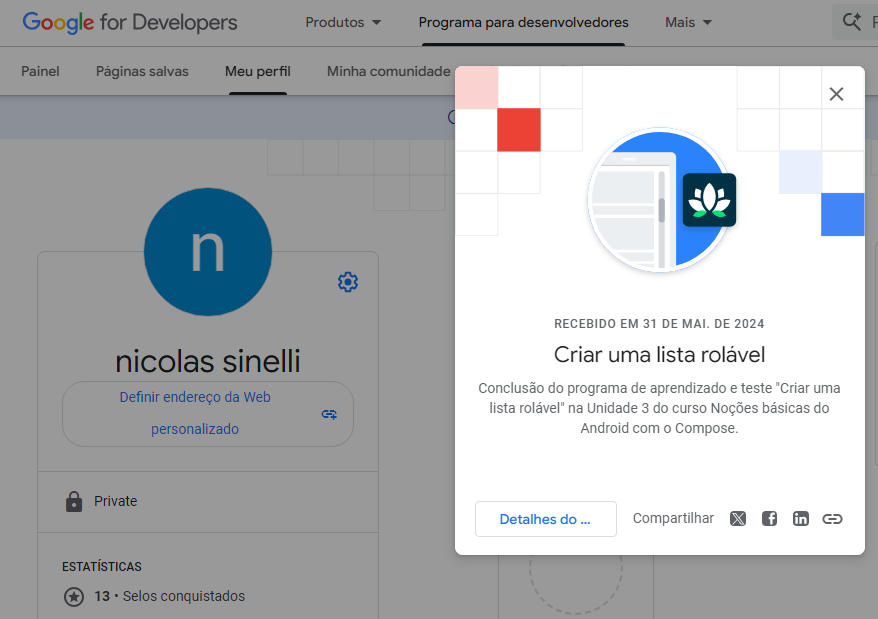 Google for Developers
Produtos
Programa para desenvolvedores
Mais
Painel
Páginas salvas
Meu perfil
Minha comunidade
n
nicolas sinelli
Definir endereço da Web
personalizado
Private
ESTATÍSTICAS
13 • Selos conquistados
RECEBIDO EM 31 DE MAI. DE 2024
Criar uma lista rolável
Conclusão do programa de aprendizado e teste "Criar uma
lista rolável" na Unidade 3 do curso Noções básicas do
Android com o Compose.
Detalhes do ...
Compartilhar